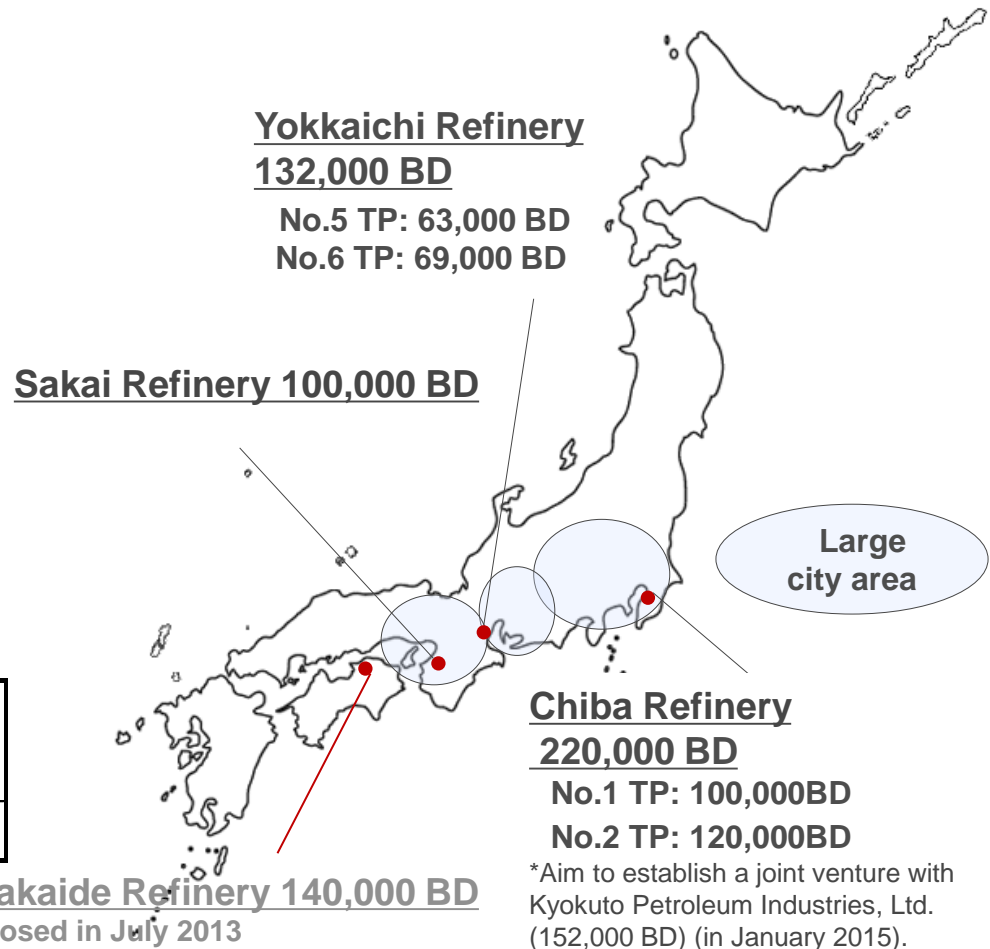 Yokkaichi Refinery
132,000 BD
No.5 TP: 63,000 BD
No.6 TP: 69,000 BD
Sakai Refinery 100,000 BD
Large
city area
Chiba Refinery
220,000 BD
No.1 TP: 100,000BD
No.2 TP: 120,000BD
*Aim to establish a joint venture with
Kyokuto Petroleum Industries, Ltd.
(152,000 BD) (in January 2015).
akaide Refinery 140,000 BD
osed in July 2013